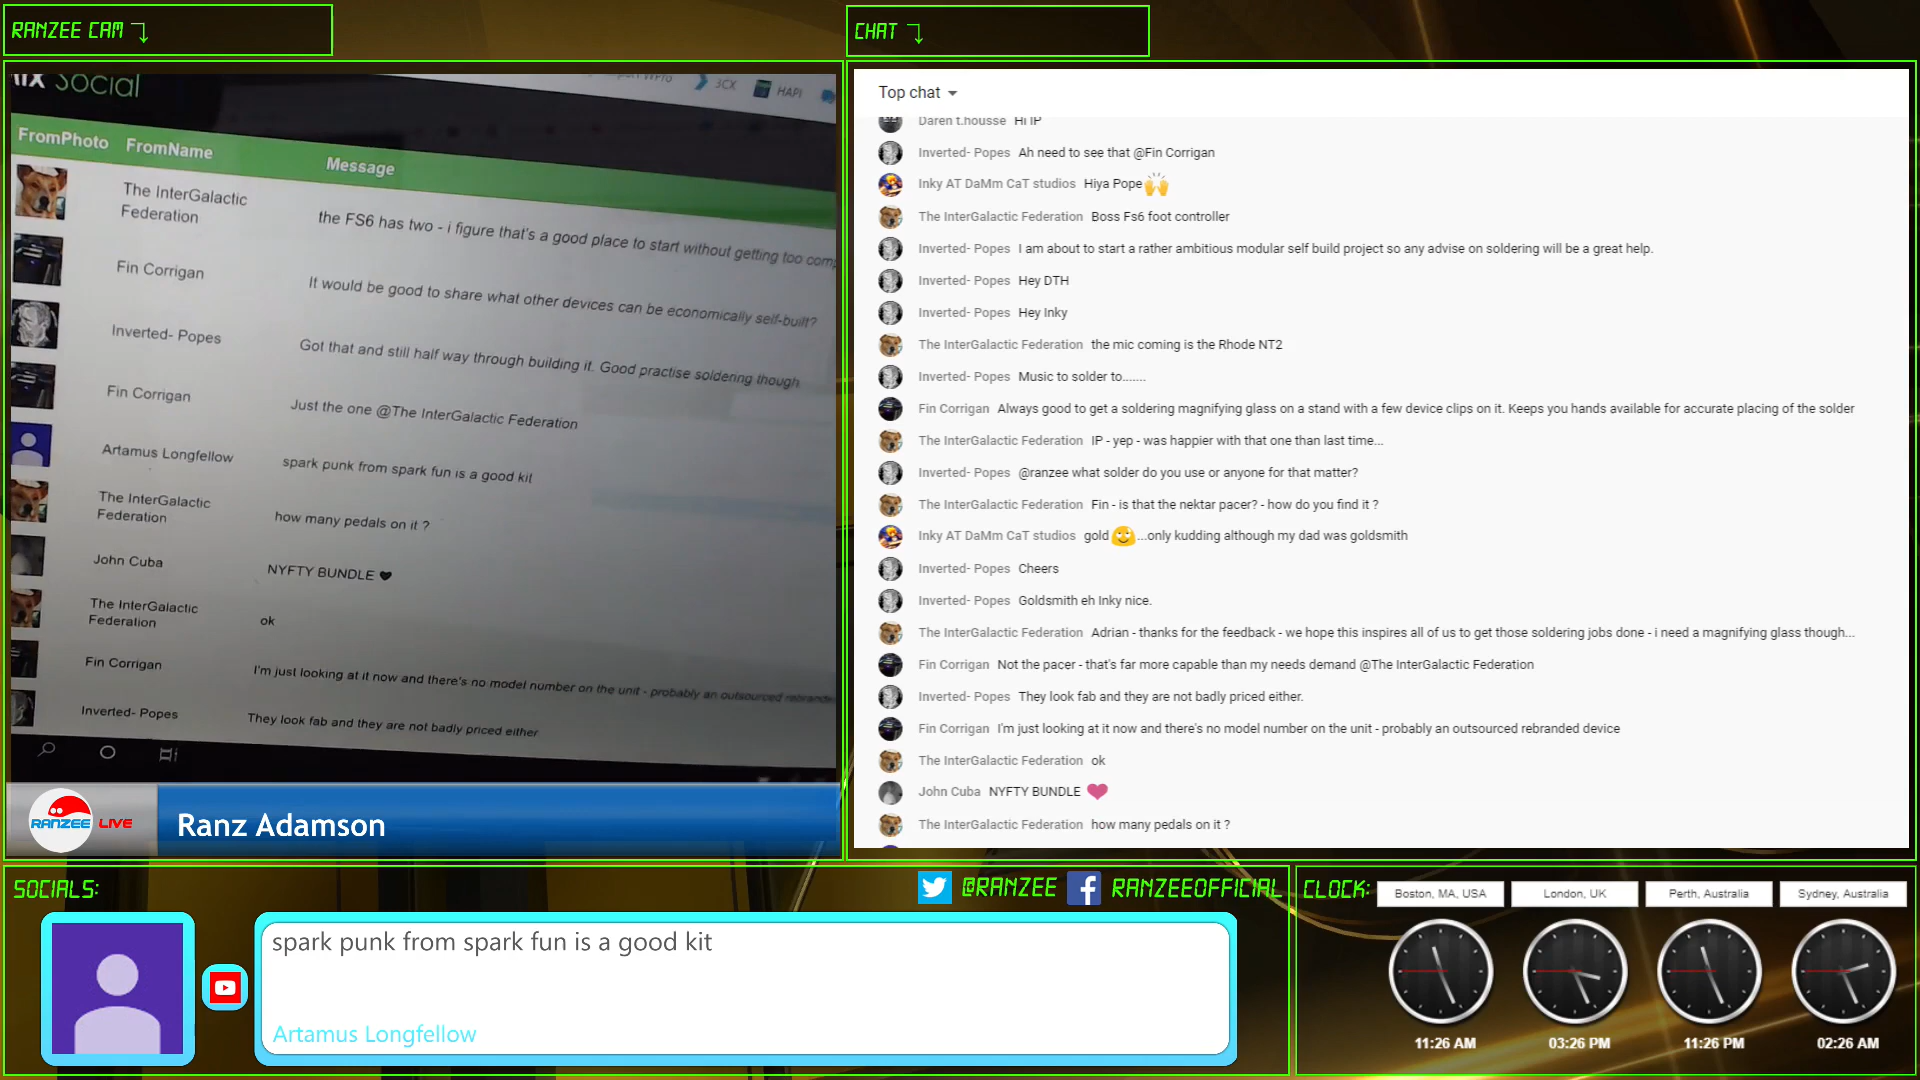 RANZEE CAM
CHAT
Social
3CX
HAPI
FromPhoto FromName Message
The InterGalactic
Federation
the FS6 has two - i figure that's a good place to start without getting too
Fin Corrigan
It would be good to share what other devices can be economically self-built?
Inverted- Popes
Got that and still half way through building it. Good practise soldering though
Fin Corrigan
Just the one @The InterGalactic Federation
Artamus Longfellow
spark punk from spark fun is a good kit
The InterGalactic
Federation
how many pedals on it ?
John Cuba
NYFTY BUNDLE 🖤
The InterGalactic
Federation
ok
Fin Corrigan
I'm just looking at it now and there's no model number on the unit - probably an outsourced rebranded
Inverted- Popes
They look fab and they are not badly priced either
RANZEE LIVE
Ranz Adamson
Top chat
Daren t.housse Hi IP
Inverted- Popes Ah need to see that @Fin Corrigan
Inky AT DaMm CaT studios Hiya Pope🙌
The InterGalactic Federation Boss Fs6 foot controller
Inverted- Popes I am about to start a rather ambitious modular self build project so any advise on soldering will be a great help.
Inverted- Popes Hey DTH
Inverted- Popes Hey Inky
The InterGalactic Federation the mic coming is the Rhode NT2
Inverted- Popes Music to solder to.......
Fin Corrigan Always good to get a soldering magnifying glass on a stand with a few device clips on it. Keeps you hands available for accurate placing of the solder
The InterGalactic Federation IP - yep - was happier with that one than last time...
Inverted- Popes @ranzee what solder do you use or anyone for that matter?
The InterGalactic Federation Fin - is that the nektar pacer? - how do you find it ?
Inky AT DaMm CaT studios gold...only kudding although my dad was goldsmith
Inverted- Popes Cheers
Inverted- Popes Goldsmith eh Inky nice.
The InterGalactic Federation Adrian - thanks for the feedback - we hope this inspires all of us to get those soldering jobs done - i need a magnifying glass though...
Fin Corrigan Not the pacer - that's far more capable than my needs demand @The InterGalactic Federation
Inverted- Popes They look fab and they are not badly priced either.
Fin Corrigan I'm just looking at it now and there's no model number on the unit - probably an outsourced rebranded device
The InterGalactic Federation ok
John Cuba NYFTY BUNDLE ❤
The InterGalactic Federation how many pedals on it ?
SOCIALS:
@RANZEE
RANZEEOFFICIAL
spark punk from spark fun is a good kit
Artamus Longfellow
CLOCK:
Boston, MA, USA
London, UK
Perth, Australia
Sydney, Australia
11:26 AM
03:26 PM
11:26 PM
02:26 AM